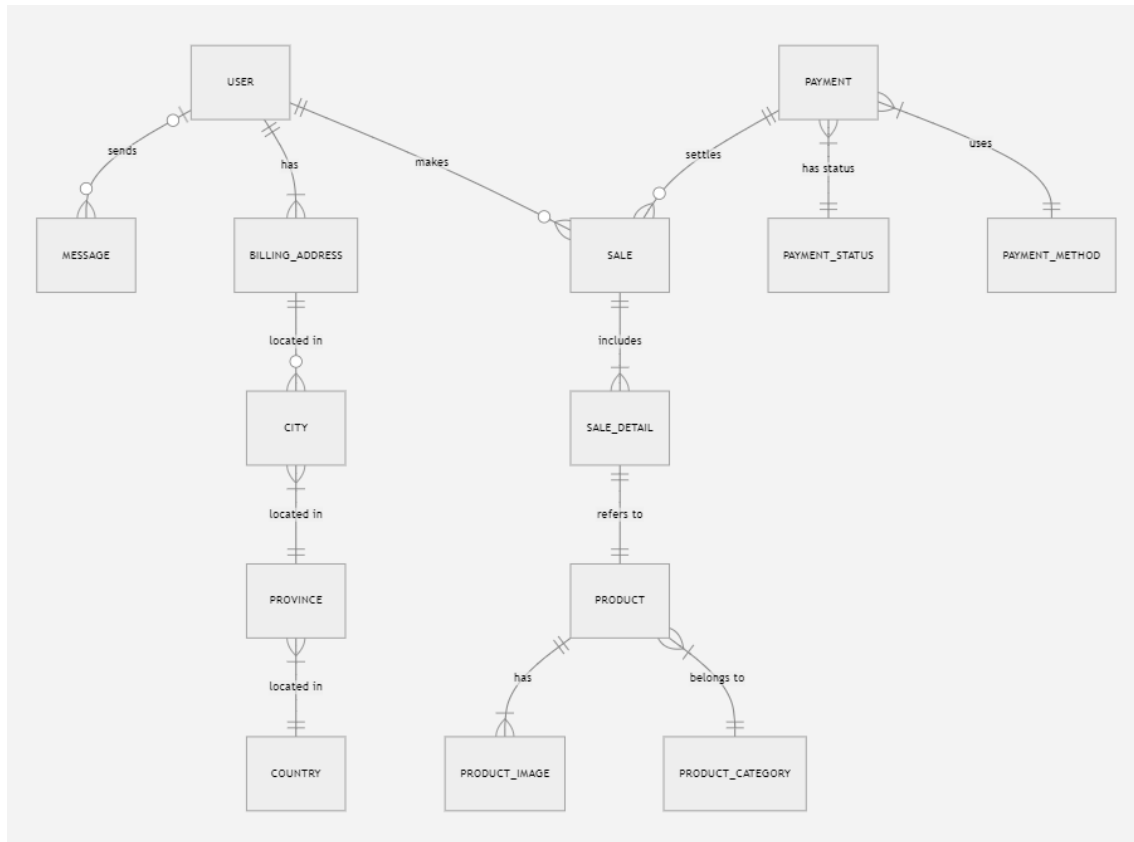 USER
PAYMENT
sends
has
makes
settles
has status
uses
MESSAGE
BILLING_ADDRESS
SALE
PAYMENT_STATUS
PAYMENT_METHOD
located in
includes
CITY
SALE_DETAIL
located in
refers to
PROVINCE
PRODUCT
located in
has
belongs to
COUNTRY
PRODUCT_IMAGE
PRODUCT_CATEGORY